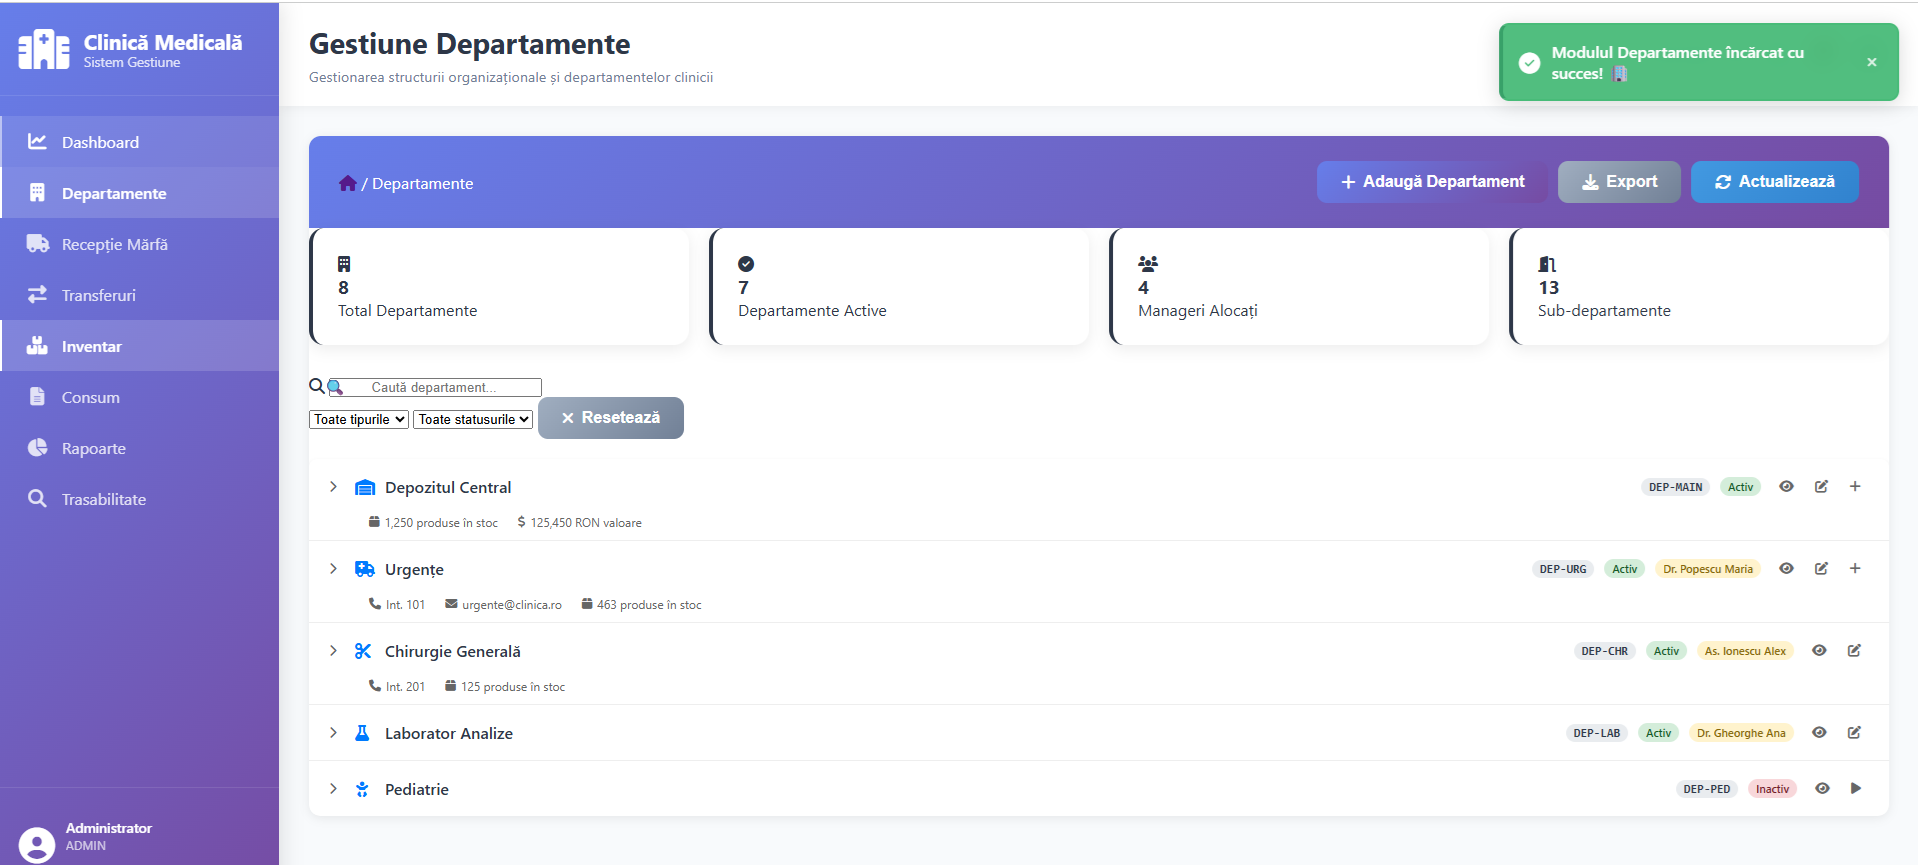 Clinică Medicală
Sistem Gestiune
Dashboard
Departamente
Recepție Mărfă
Transferuri
Inventar
Consum
Rapoarte
Trasabilitate
Administrator
ADMIN
Gestiune Departamente
Gestionarea structurii organizaționale și departamentelor clinicii
Modulul Departamente încărcat cu
succes!
/ Departamente
Adaugă Departament
Export
Actualizează
8
Total Departamente
7
Departamente Active
4
Manageri Alocați
13
Sub-departamente
Caută departament...
Toate tipurile Toate statusurile Resetează
Depozitul Central DEP-MAIN Activ
1,250 produse în stoc $ 125,450 RON valoare
Urgențe DEP-URG Activ Dr. Popescu Maria
Int. 101 urgente@clinica.ro 463 produse în stoc
Chirurgie Generală DEP-CHR Activ As. Ionescu Alex
Int. 201 125 produse în stoc
Laborator Analize DEP-LAB Activ Dr. Gheorghe Ana
Pediatrie DEP-PED Inactiv